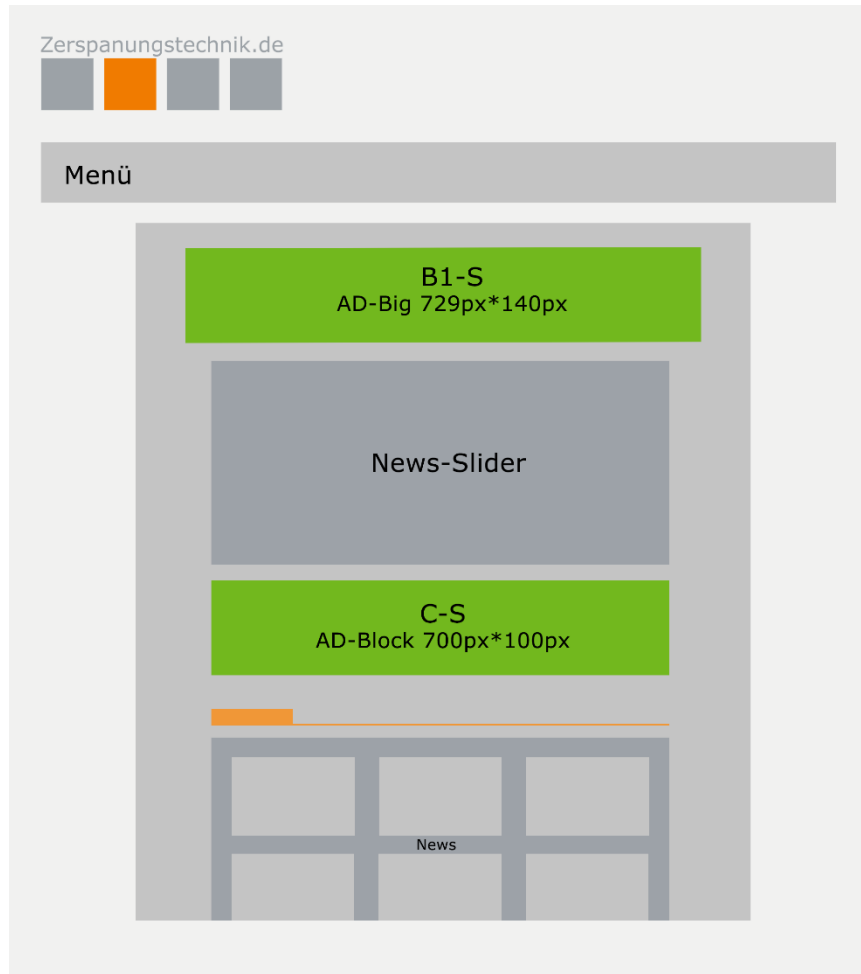 Zerspanungstechnik.de
Menü
B1-S
AD-Big 729px*140px
News-Slider
C-S
AD-Block 700px*100px
News